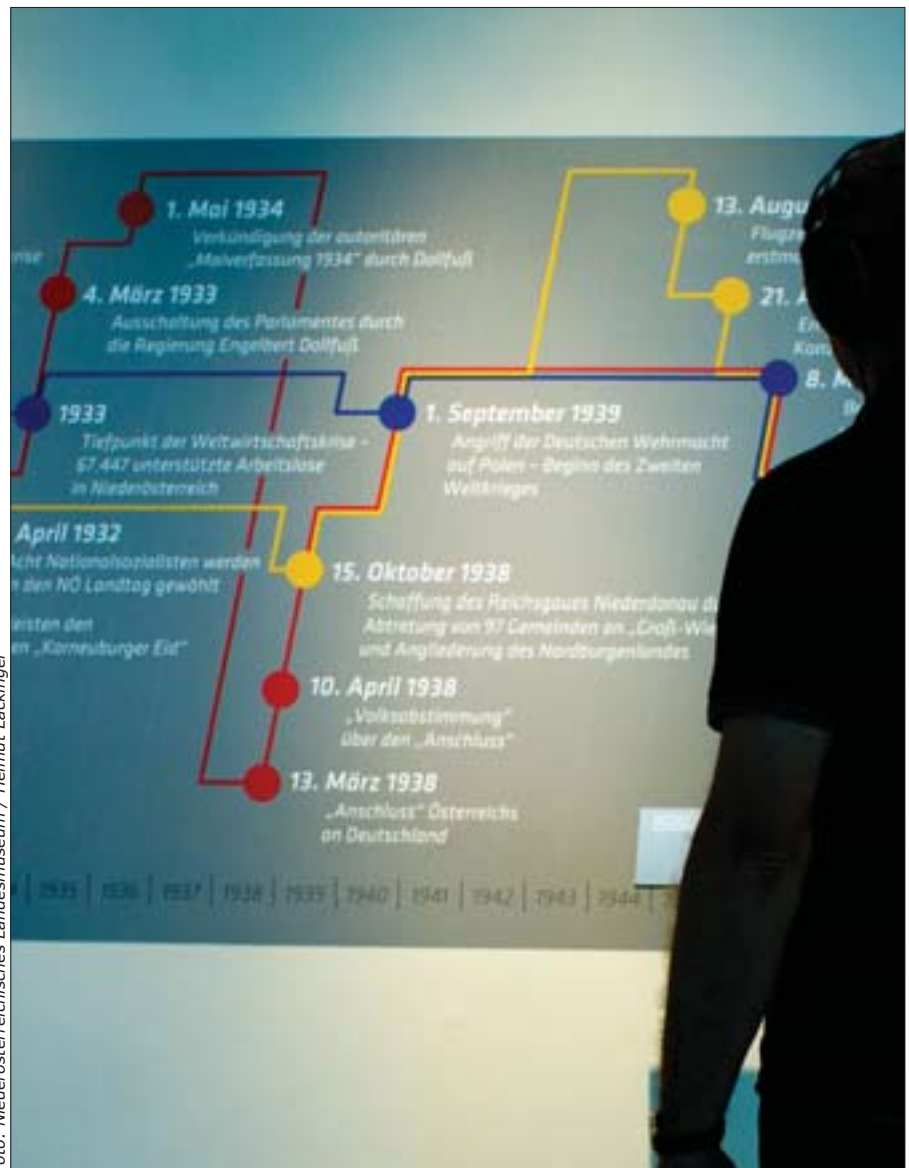 1. Mai 1934
Verkündigung der autoritären
„Maiverfassung 1934“ durch Dollfuß
4. März 1933
Ausschaltung des Parlamentes durch
die Regierung Engelbert Dollfuß
1933
Tiefpunkt der Weltwirtschaftskrise –
67.447 unterstützte Arbeitslose
in Niederösterreich
April 1932
Acht Nationalsozialisten werden
den NÖ Landtag gewählt
leisten den
„Korneuburger Eid“
13.
21.
8.
1. September 1939
Angriff der Deutschen Wehrmacht
auf Polen – Beginn des Zweiten
Weltkrieges
15. Oktober 1938
Schaffung des Reichsgaues Niederdonau
Abtretung von 97 Gemeinden an
und Angliederung des Nordburgenlandes
10. April 1938
„Volksabstimmung“
über den „Anschluss“
13. März 1938
„Anschluss“ Österreichs
an Deutschland
1935 1936 1937 1938 1939 1940 1941 1942 1943 1944
Niederösterreichisches Landesmuseum / Helmut Lackinger